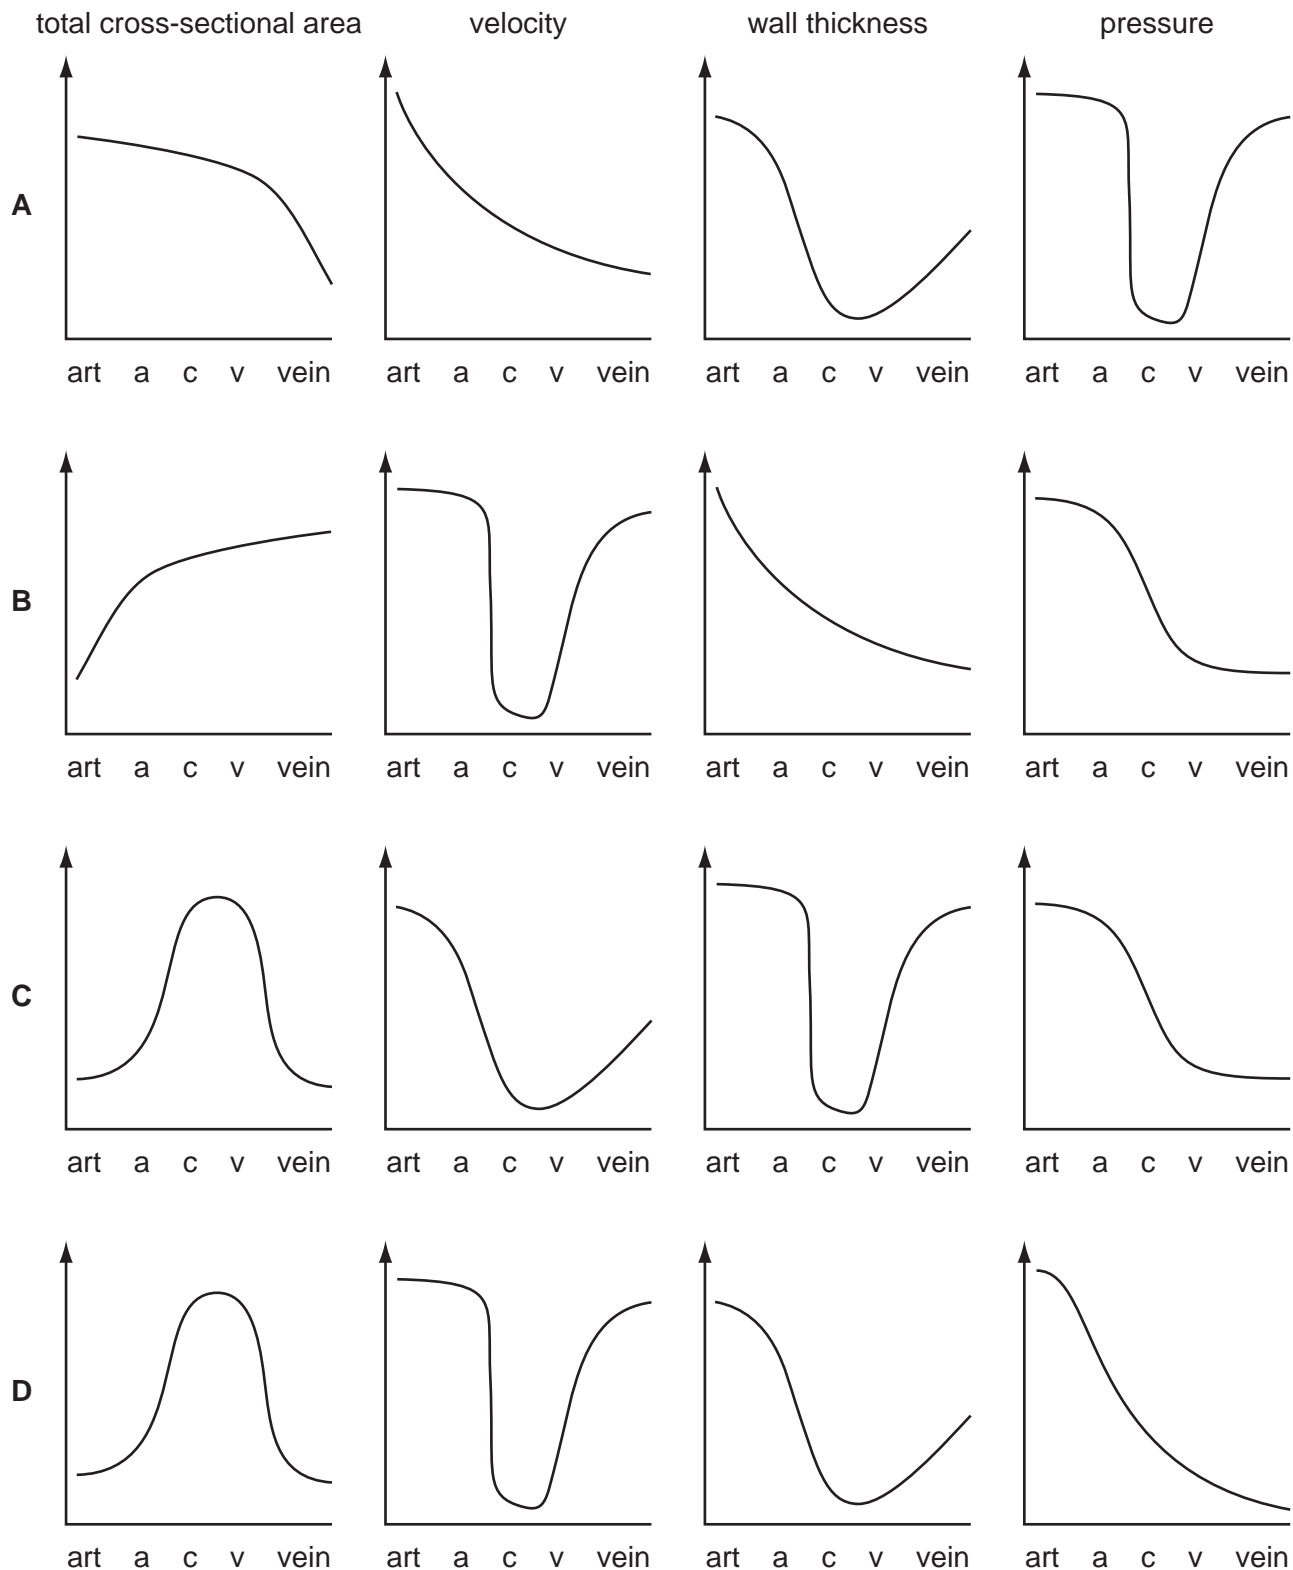 total cross-sectional area velocity wall thickness pressure
A
art a c v vein art a c v vein art a c v vein art a c v vein
B
art a c v vein art a c v vein art a c v vein art a c v vein
C
art a c v vein art a c v vein art a c v vein art a c v vein
D
art a c v vein art a c v vein art a c v vein art a c v vein